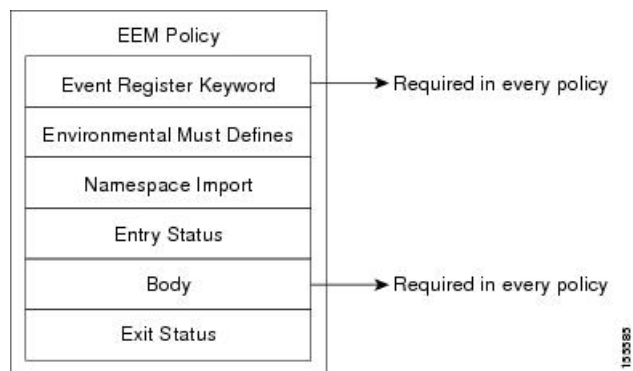 EEM Policy
Event Register Keyword
Required in every policy
Environmental Must Defines
Namespace Import
Entry Status
Body
Required in every policy
Exit Status
155585